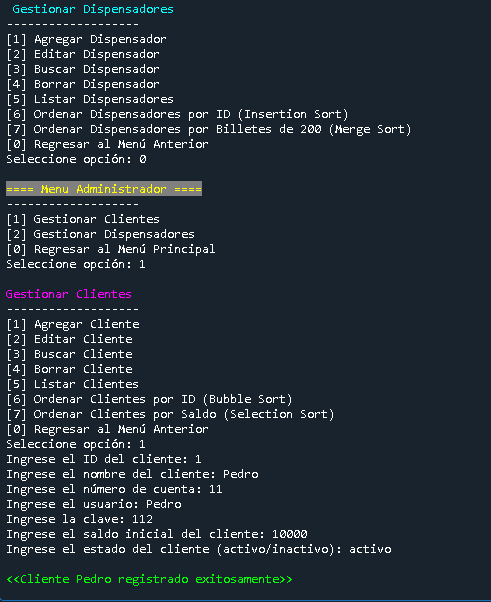 Gestionar Dispensadores
-------------------
[1] Agregar Dispensador
[2] Editar Dispensador
[3] Buscar Dispensador
[4] Borrar Dispensador
[5] Listar Dispensadores
[6] Ordenar Dispensadores por ID (Insertion Sort)
[7] Ordenar Dispensadores por Billetes de 200 (Merge Sort)
[0] Regresar al Menú Anterior
Seleccione opción: 0
==== Menu Administrador ====
-------------------
[1] Gestionar Clientes
[2] Gestionar Dispensadores
[0] Regresar al Menú Principal
Seleccione opción: 1
Gestionar Clientes
-------------------
[1] Agregar Cliente
[2] Editar Cliente
[3] Buscar Cliente
[4] Borrar Cliente
[5] Listar Clientes
[6] Ordenar Clientes por ID (Bubble Sort)
[7] Ordenar Clientes por Saldo (Selection Sort)
[0] Regresar al Menú Anterior
Seleccione opción: 1
Ingrese el ID del cliente: 1
Ingrese el nombre del cliente: Pedro
Ingrese el número de cuenta: 11
Ingrese el usuario: Pedro
Ingrese la clave: 112
Ingrese el saldo inicial del cliente: 10000
Ingrese el estado del cliente (activo/inactivo): activo
<<Cliente Pedro registrado exitosamente>>